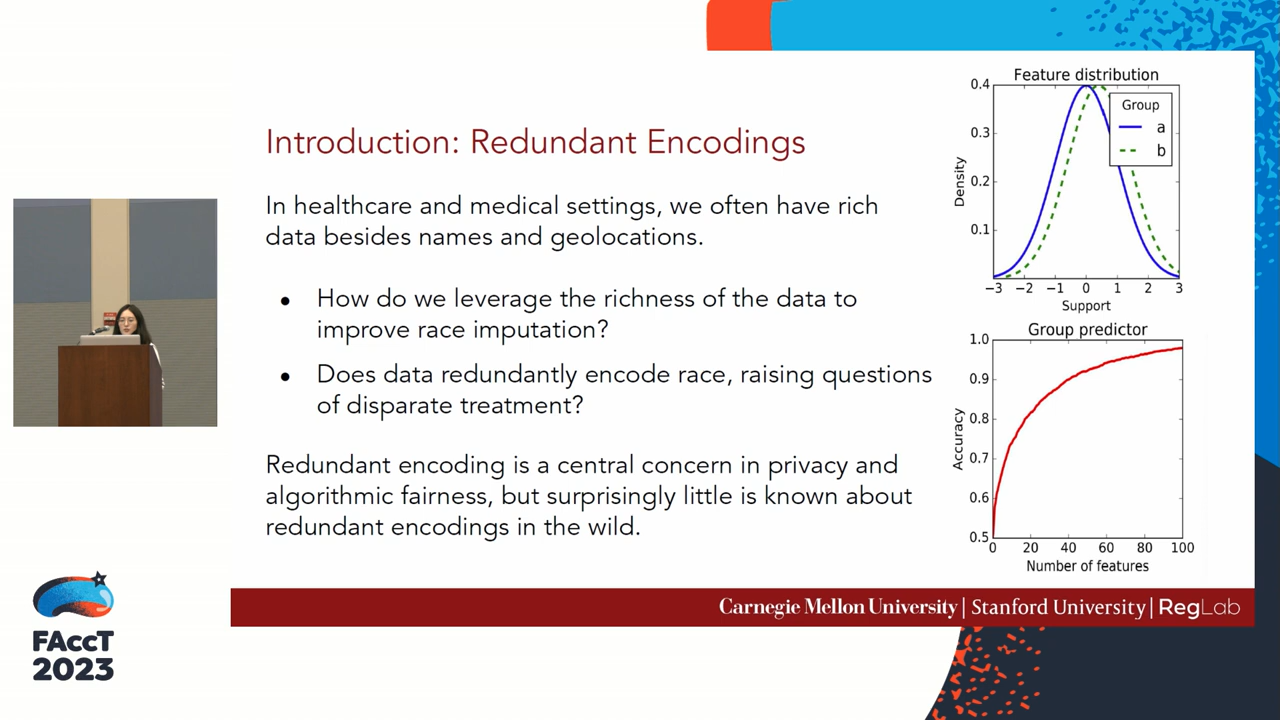 Introduction: Redundant Encodings
In healthcare and medical settings, we often have rich
data besides names and geolocations.
● How do we leverage the richness of the data to
improve race imputation?
● Does data redundantly encode race, raising questions
of disparate treatment?
Redundant encoding is a central concern in privacy and
algorithmic fairness, but surprisingly little is known about
redundant encodings in the wild.
Feature distribution
Group
a
b
Density
0.4
0.3
0.2
0.1
−3 −2 −1 0 1 2 3
Support
Group predictor
Accuracy
1.0
0.9
0.8
0.7
0.6
0.5
0 20 40 60 80 100
Number of features
Carnegie Mellon University | Stanford University | RegLab
FAccT
2023